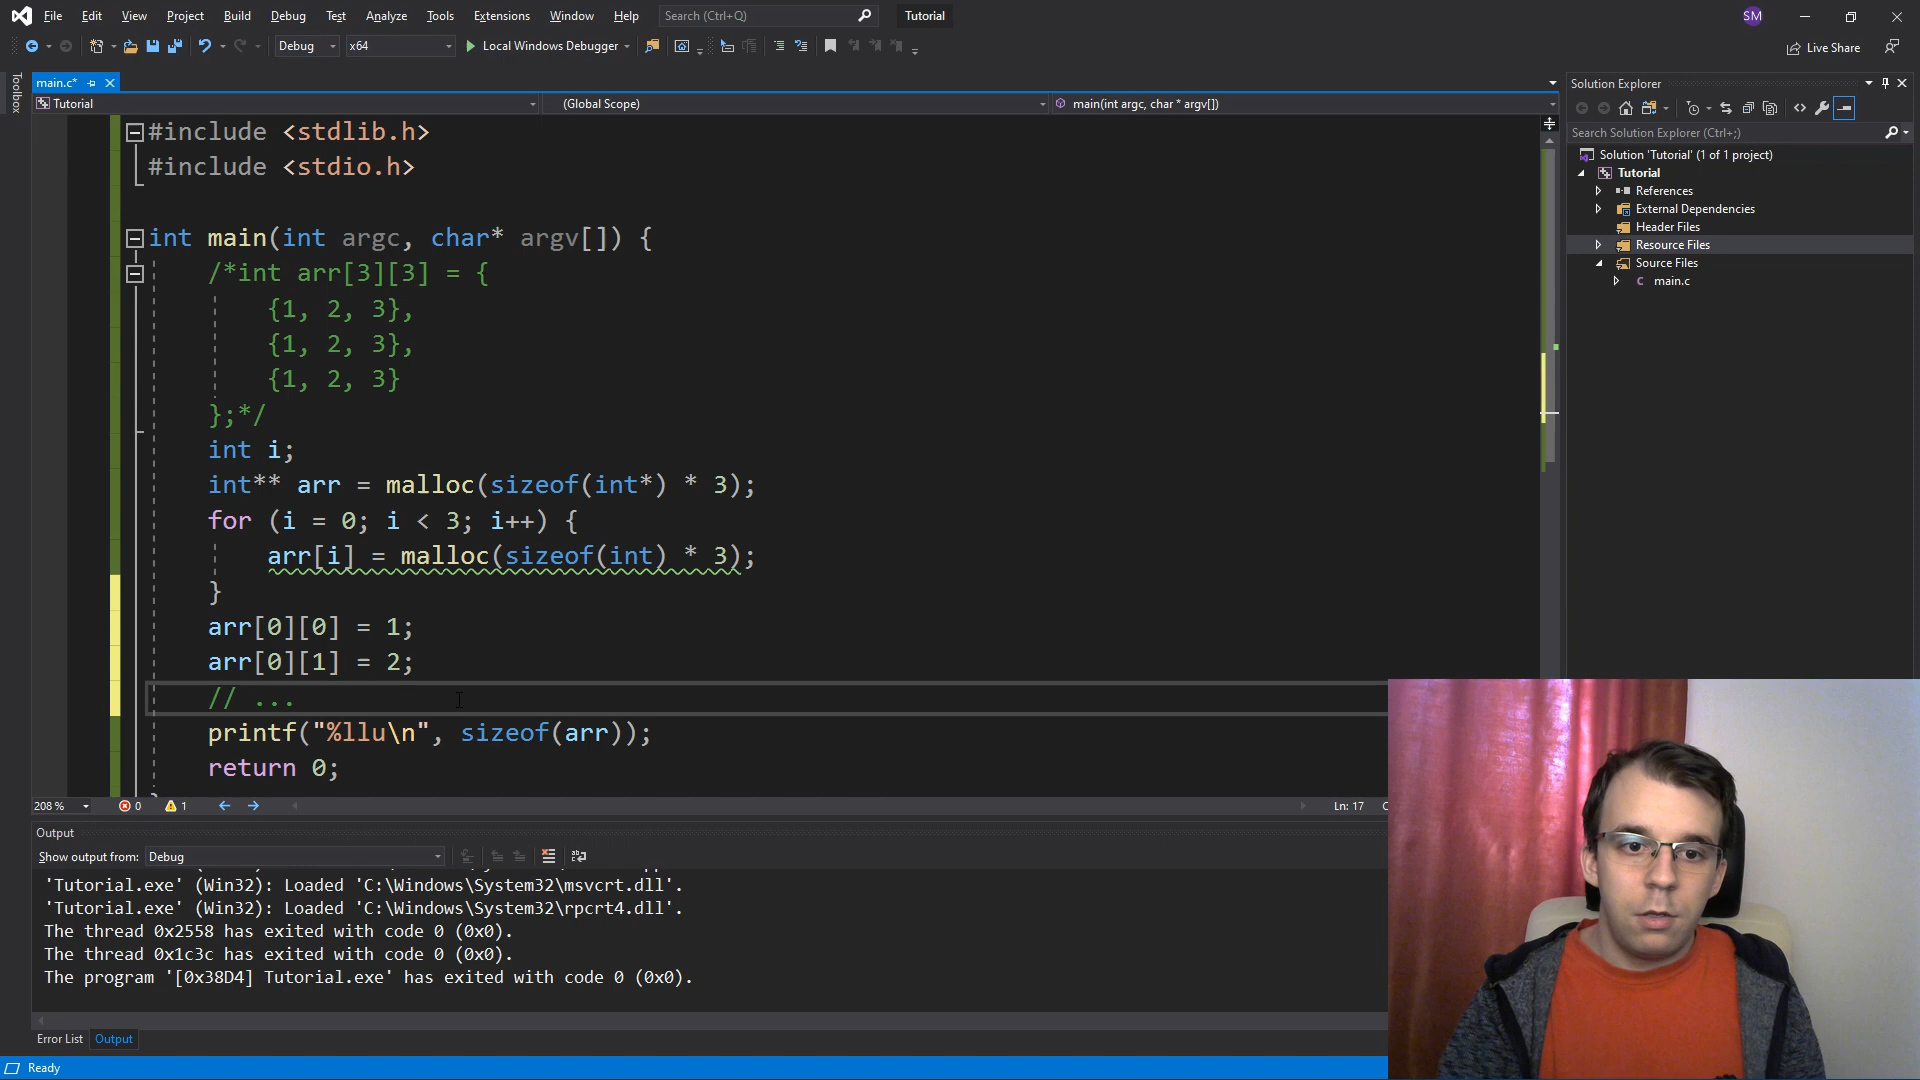 File Edit View Project Build Debug Test Analyze Tools Extensions Window Help Search (Ctrl+Q) Tutorial SM
Debug x64 Local Windows Debugger Live Share
Toolbox
main.c*
Tutorial (Global Scope) main(int argc, char * argv[])
#include <stdlib.h>
#include <stdio.h>
int main(int argc, char* argv[]) {
/*int arr[3][3] = {
{1, 2, 3},
{1, 2, 3},
{1, 2, 3}
};*/
int i;
int** arr = malloc(sizeof(int*) * 3);
for (i = 0; i < 3; i++) {
arr[i] = malloc(sizeof(int) * 3);
}
arr[0][0] = 1;
arr[0][1] = 2;
// ...
printf("%llu\n", sizeof(arr));
return 0;
208 % 0 1 Ln: 17
Output
Show output from: Debug
'Tutorial.exe' (Win32): Loaded 'C:\Windows\System32\msvcrt.dll'.
'Tutorial.exe' (Win32): Loaded 'C:\Windows\System32\rpcrt4.dll'.
The thread 0x2558 has exited with code 0 (0x0).
The thread 0x1c3c has exited with code 0 (0x0).
The program '[0x38D4] Tutorial.exe' has exited with code 0 (0x0).
Error List Output
Ready
Solution Explorer
Search Solution Explorer (Ctrl+;)
Solution 'Tutorial' (1 of 1 project)
Tutorial
References
External Dependencies
Header Files
Resource Files
Source Files
main.c